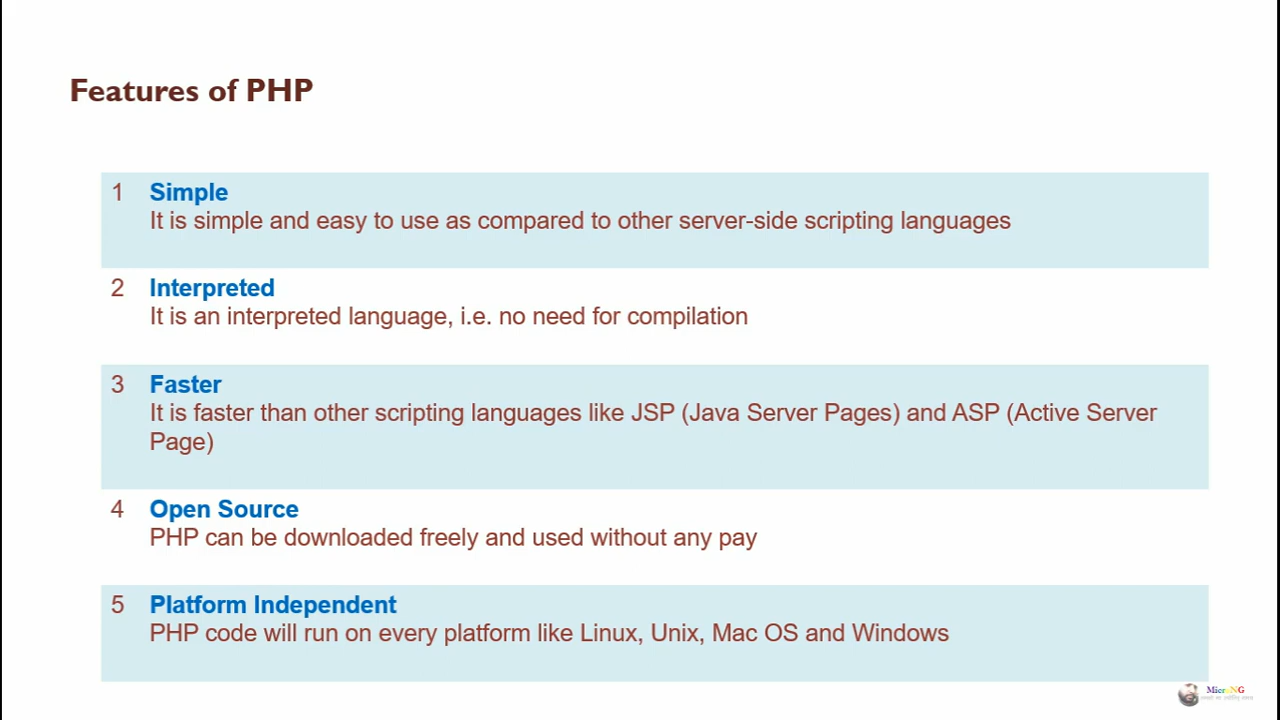 Features of PHP
1 Simple
It is simple and easy to use as compared to other server-side scripting languages
2 Interpreted
It is an interpreted language, i.e. no need for compilation
3 Faster
It is faster than other scripting languages like JSP (Java Server Pages) and ASP (Active Server
Page)
4 Open Source
PHP can be downloaded freely and used without any pay
5 Platform Independent
PHP code will run on every platform like Linux, Unix, Mac OS and Windows
MicroNG